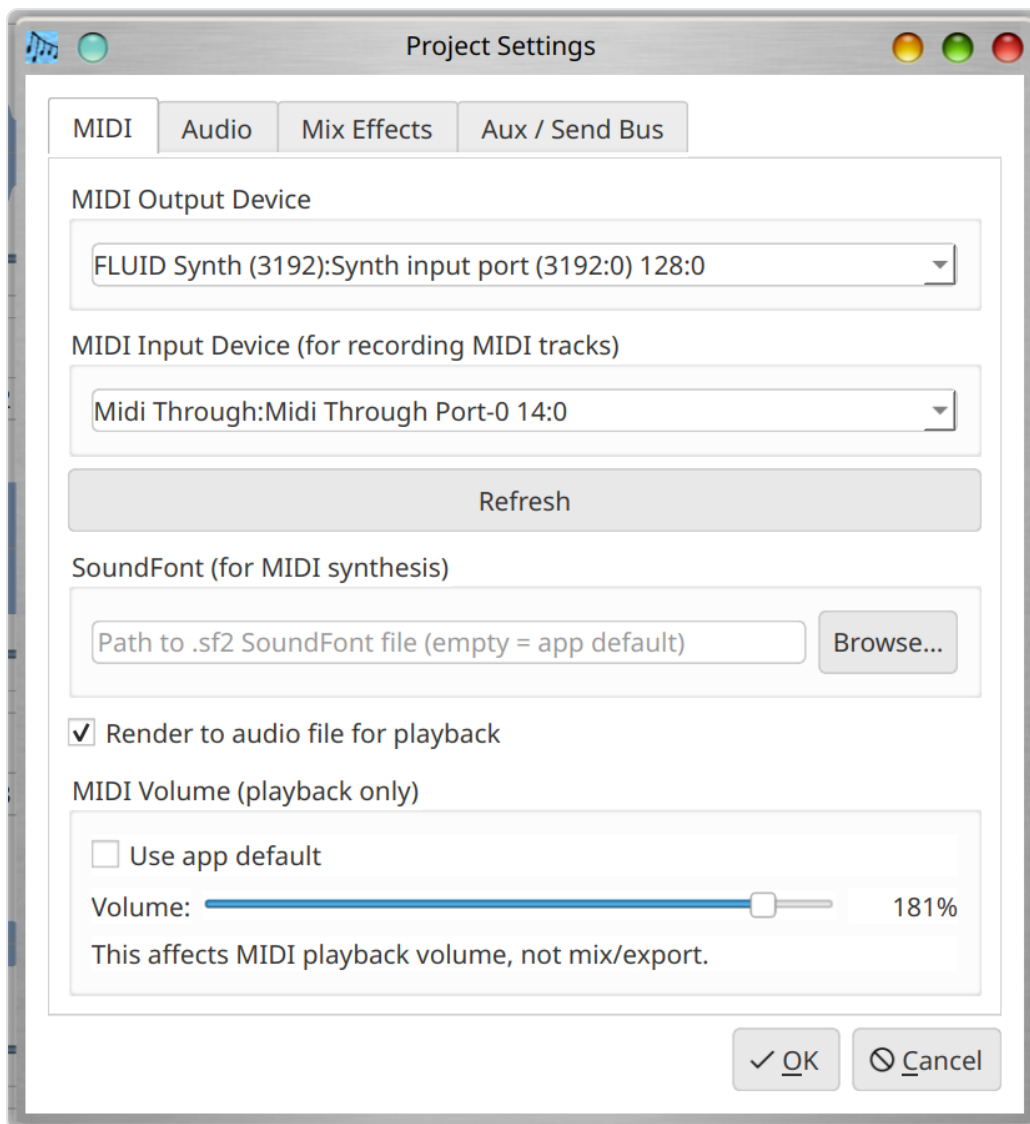 Project Settings
MIDI
Audio
Mix Effects
Aux / Send Bus
MIDI Output Device
FLUID Synth (3192):Synth input port (3192:0) 128:0
MIDI Input Device (for recording MIDI tracks)
Midi Through:Midi Through Port-0 14:0
Refresh
SoundFont (for MIDI synthesis)
Path to .sf2 SoundFont file (empty = app default)
Browse...
Render to audio file for playback
MIDI Volume (playback only)
Use app default
Volume:
181%
This affects MIDI playback volume, not mix/export.
OK
Cancel